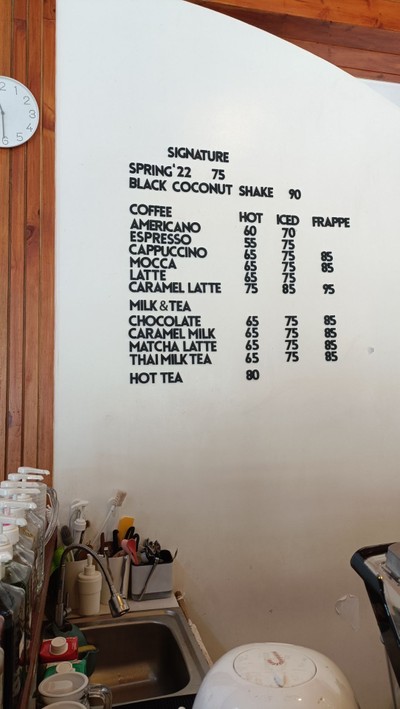 SIGNATURE
SPRING'22 75
BLACK COCONUT SHAKE 90
COFFEE HOT ICED FRAPPE
AMERICANO 60 70
ESPRESSO 55 75
CAPPUCCINO 65 75 85
MOCCA 65 75 85
LATTE 65 75
CARAMEL LATTE 75 85 95
MILK & TEA
CHOCOLATE 65 75 85
CARAMEL MILK 65 75 85
MATCHA LATTE 65 75 85
THAI MILK TEA 65 75 85
HOT TEA 80